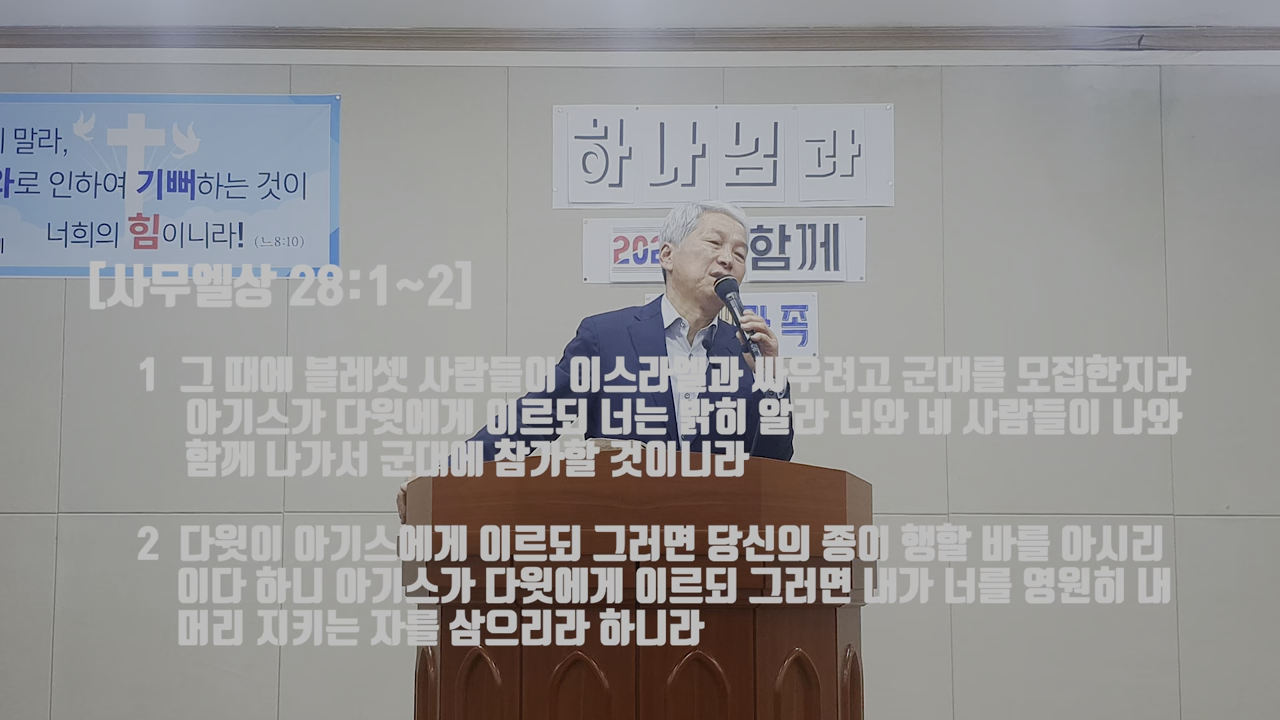 말라,
로 인하여 기뻐하는 것이
너희의 힘이니라! (느8:10)
하나님과
함께
족
[사무엘상 28:1~2]
1 그 때에 블레셋 사람들이 이스라엘과 싸우려고 군대를 모집한지라
아기스가 다윗에게 이르되 너는 밝히 알라 너와 네 사람들이 나와
함께 나가서 군대에 참가할 것이니라
2 다윗이 아기스에게 이르되 그러면 당신의 종이 행할 바를 아시리
이다 하니 아기스가 다윗에게 이르되 그러면 내가 너를 영원히 내
머리 지키는 자를 삼으리라 하니라